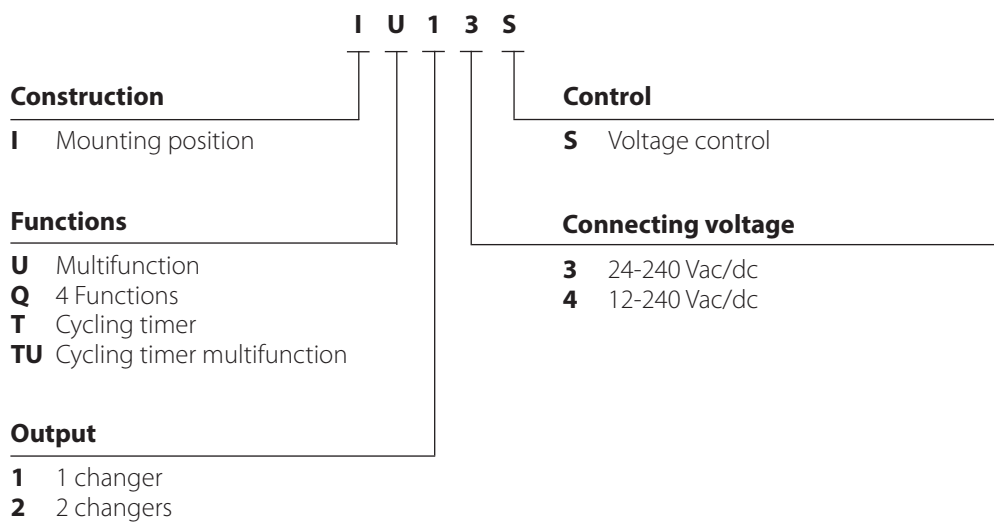 I U 1 3 S
Construction
I Mounting position
Functions
U Multifunction
Q 4 Functions
T Cycling timer
TU Cycling timer multifunction
Output
1 1 changer
2 2 changers
Control
S Voltage control
Connecting voltage
3 24-240 Vac/dc
4 12-240 Vac/dc